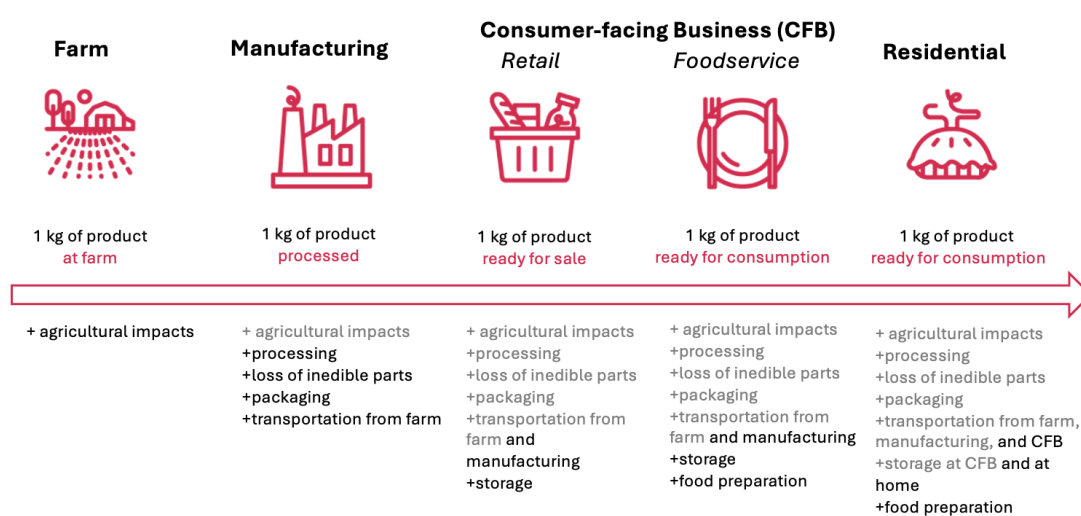 Farm
Manufacturing
Consumer-facing Business (CFB)
Retail
Foodservice
Residential
1 kg of product
at farm
1 kg of product
processed
1 kg of product
ready for sale
1 kg of product
ready for consumption
1 kg of product
ready for consumption
+ agricultural impacts
+ agricultural impacts
+processing
+loss of inedible parts
+packaging
+transportation from farm
+ agricultural impacts
+processing
+loss of inedible parts
+packaging
+transportation from
farm and
manufacturing
+storage
+ agricultural impacts
+processing
+loss of inedible parts
+packaging
+transportation from
farm and manufacturing
+storage
+food preparation
+ agricultural impacts
+processing
+loss of inedible parts
+packaging
+transportation from farm,
manufacturing, and CFB
+storage at CFB and at
home
+food preparation